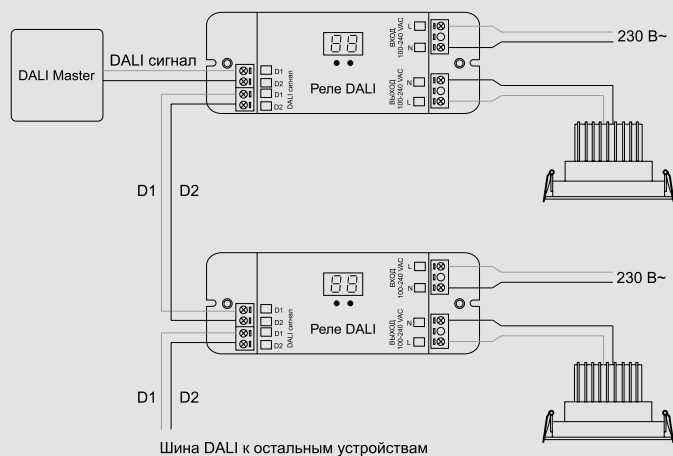 DALI Master
DALI сигнал
D1
D2
D1
D2
DALI сигнал
88
Реле DALI
L
N
ВХОД
100-240 VAC
N
L
ВЫХОД
100-240 VAC
230 В~
D1
D2
D1
D2
D1
D2
DALI сигнал
88
Реле DALI
L
N
ВХОД
100-240 VAC
N
L
ВЫХОД
100-240 VAC
230 В~
D1
D2
Шина DALI к остальным устройствам